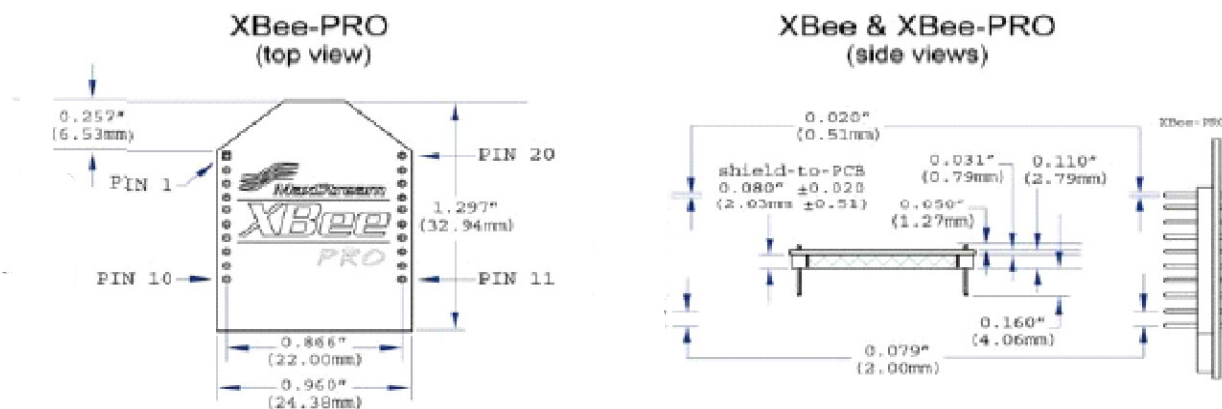 XBee-PRO
(top view)
0.257"
(6.53mm)
PIN 1
PIN 20
MaxStream
XBee
PRO
1.297"
(32.94mm)
PIN 10
PIN 11
0.866"
(22.00mm)
0.960"
(24.38mm)
XBee & XBee-PRO
(side views)
0.020"
(0.51mm)
XBee-PRO
shield-to-PCB
0.080" ±0.020
(2.03mm ±0.51)
0.031"
(0.79mm)
0.110"
(2.79mm)
0.050"
(1.27mm)
0.160"
(4.06mm)
0.079"
(2.00mm)